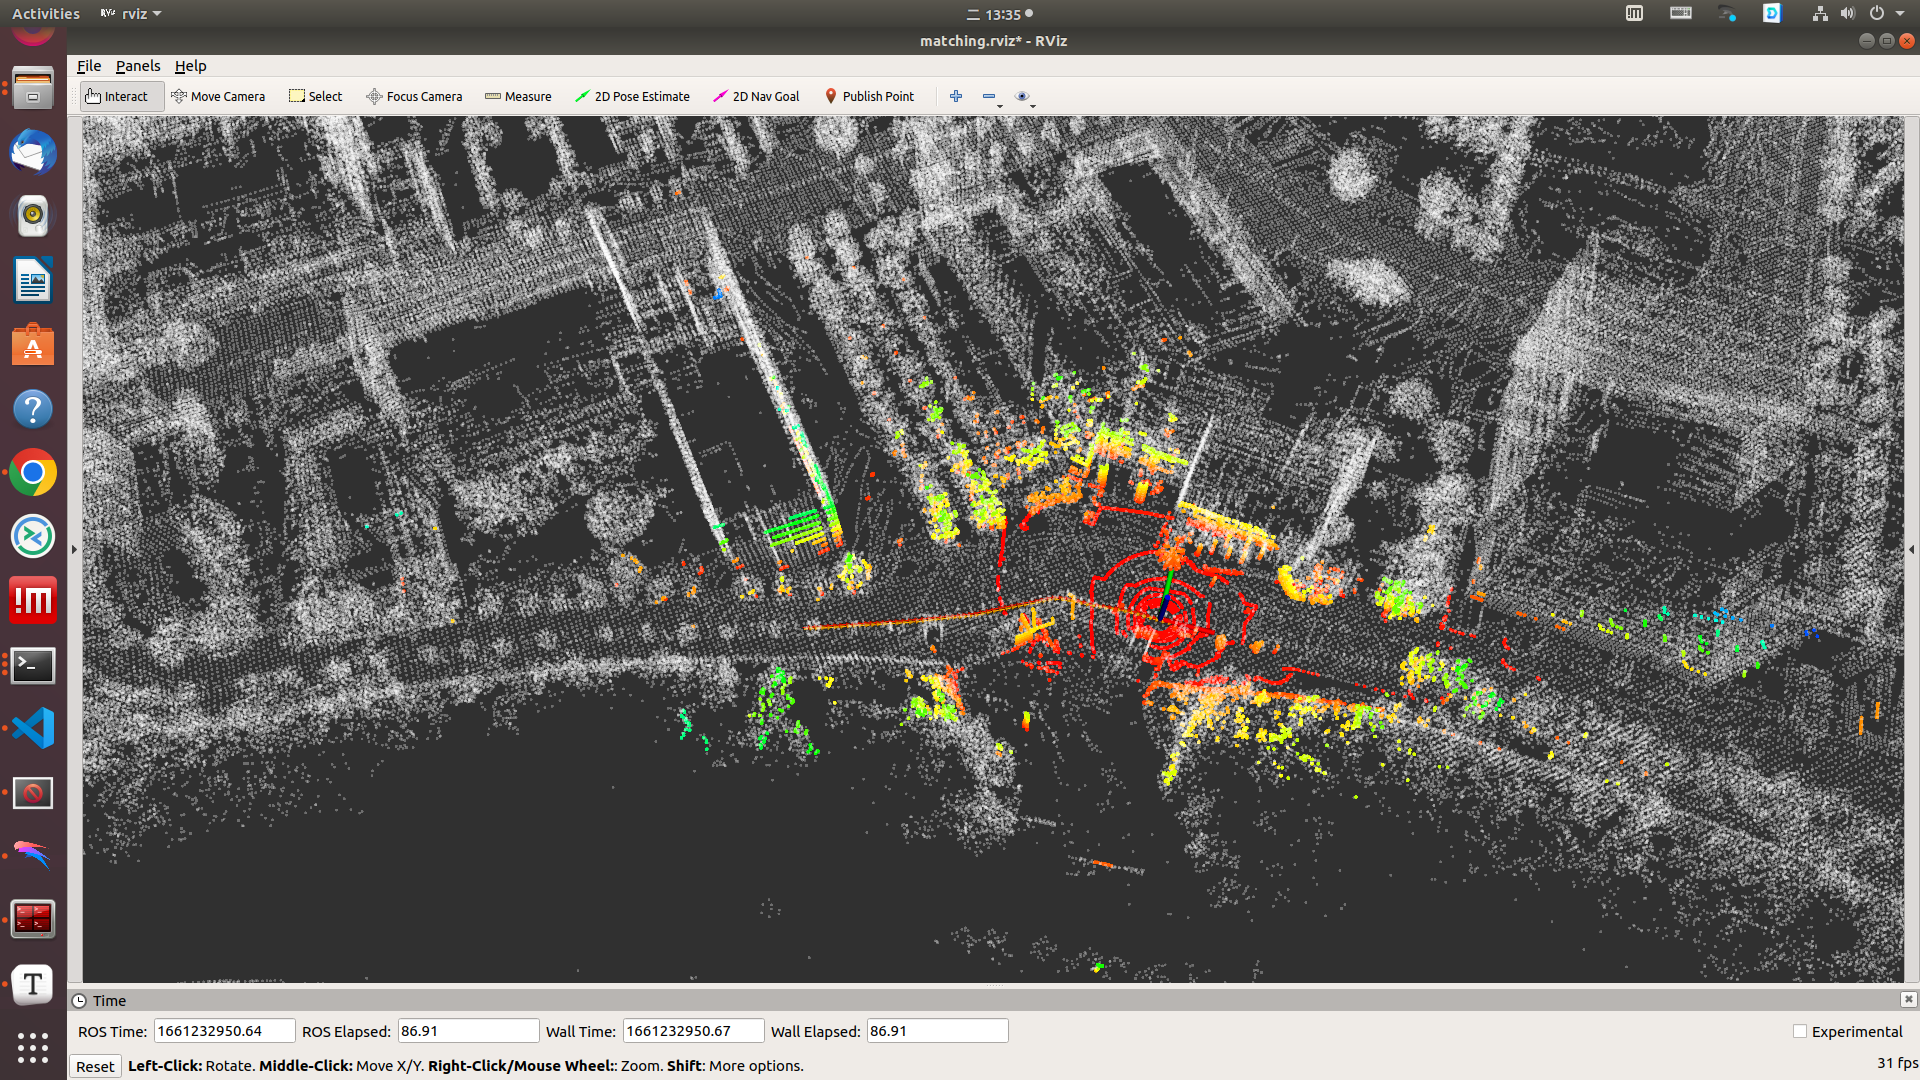 Activities rviz 二 13:35
matching.rviz* - RViz
File Panels Help
Interact Move Camera Select Focus Camera Measure 2D Pose Estimate 2D Nav Goal Publish Point
Time
ROS Time: 1661232950.64 ROS Elapsed: 86.91 Wall Time: 1661232950.67 Wall Elapsed: 86.91 Experimental
Reset Left-Click: Rotate. Middle-Click: Move X/Y. Right-Click/Mouse Wheel:: Zoom. Shift: More options. 31 fps